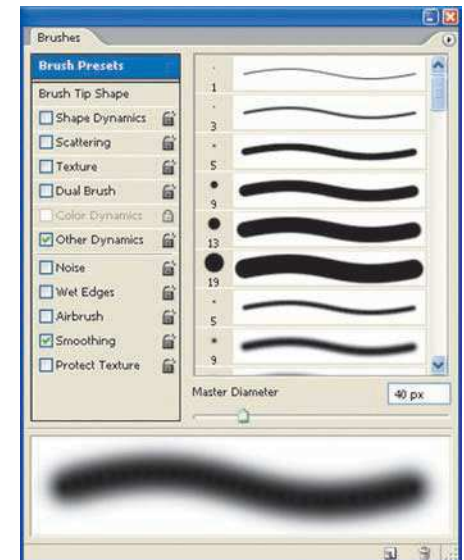 Brushes
Brush Presets
Brush Tip Shape
Shape Dynamics
Scattering
Texture
Dual Brush
Color Dynamics
Other Dynamics
Noise
Wet Edges
Airbrush
Smoothing
Protect Texture
1
3
5
9
13
19
5
9
Master Diameter
40 px